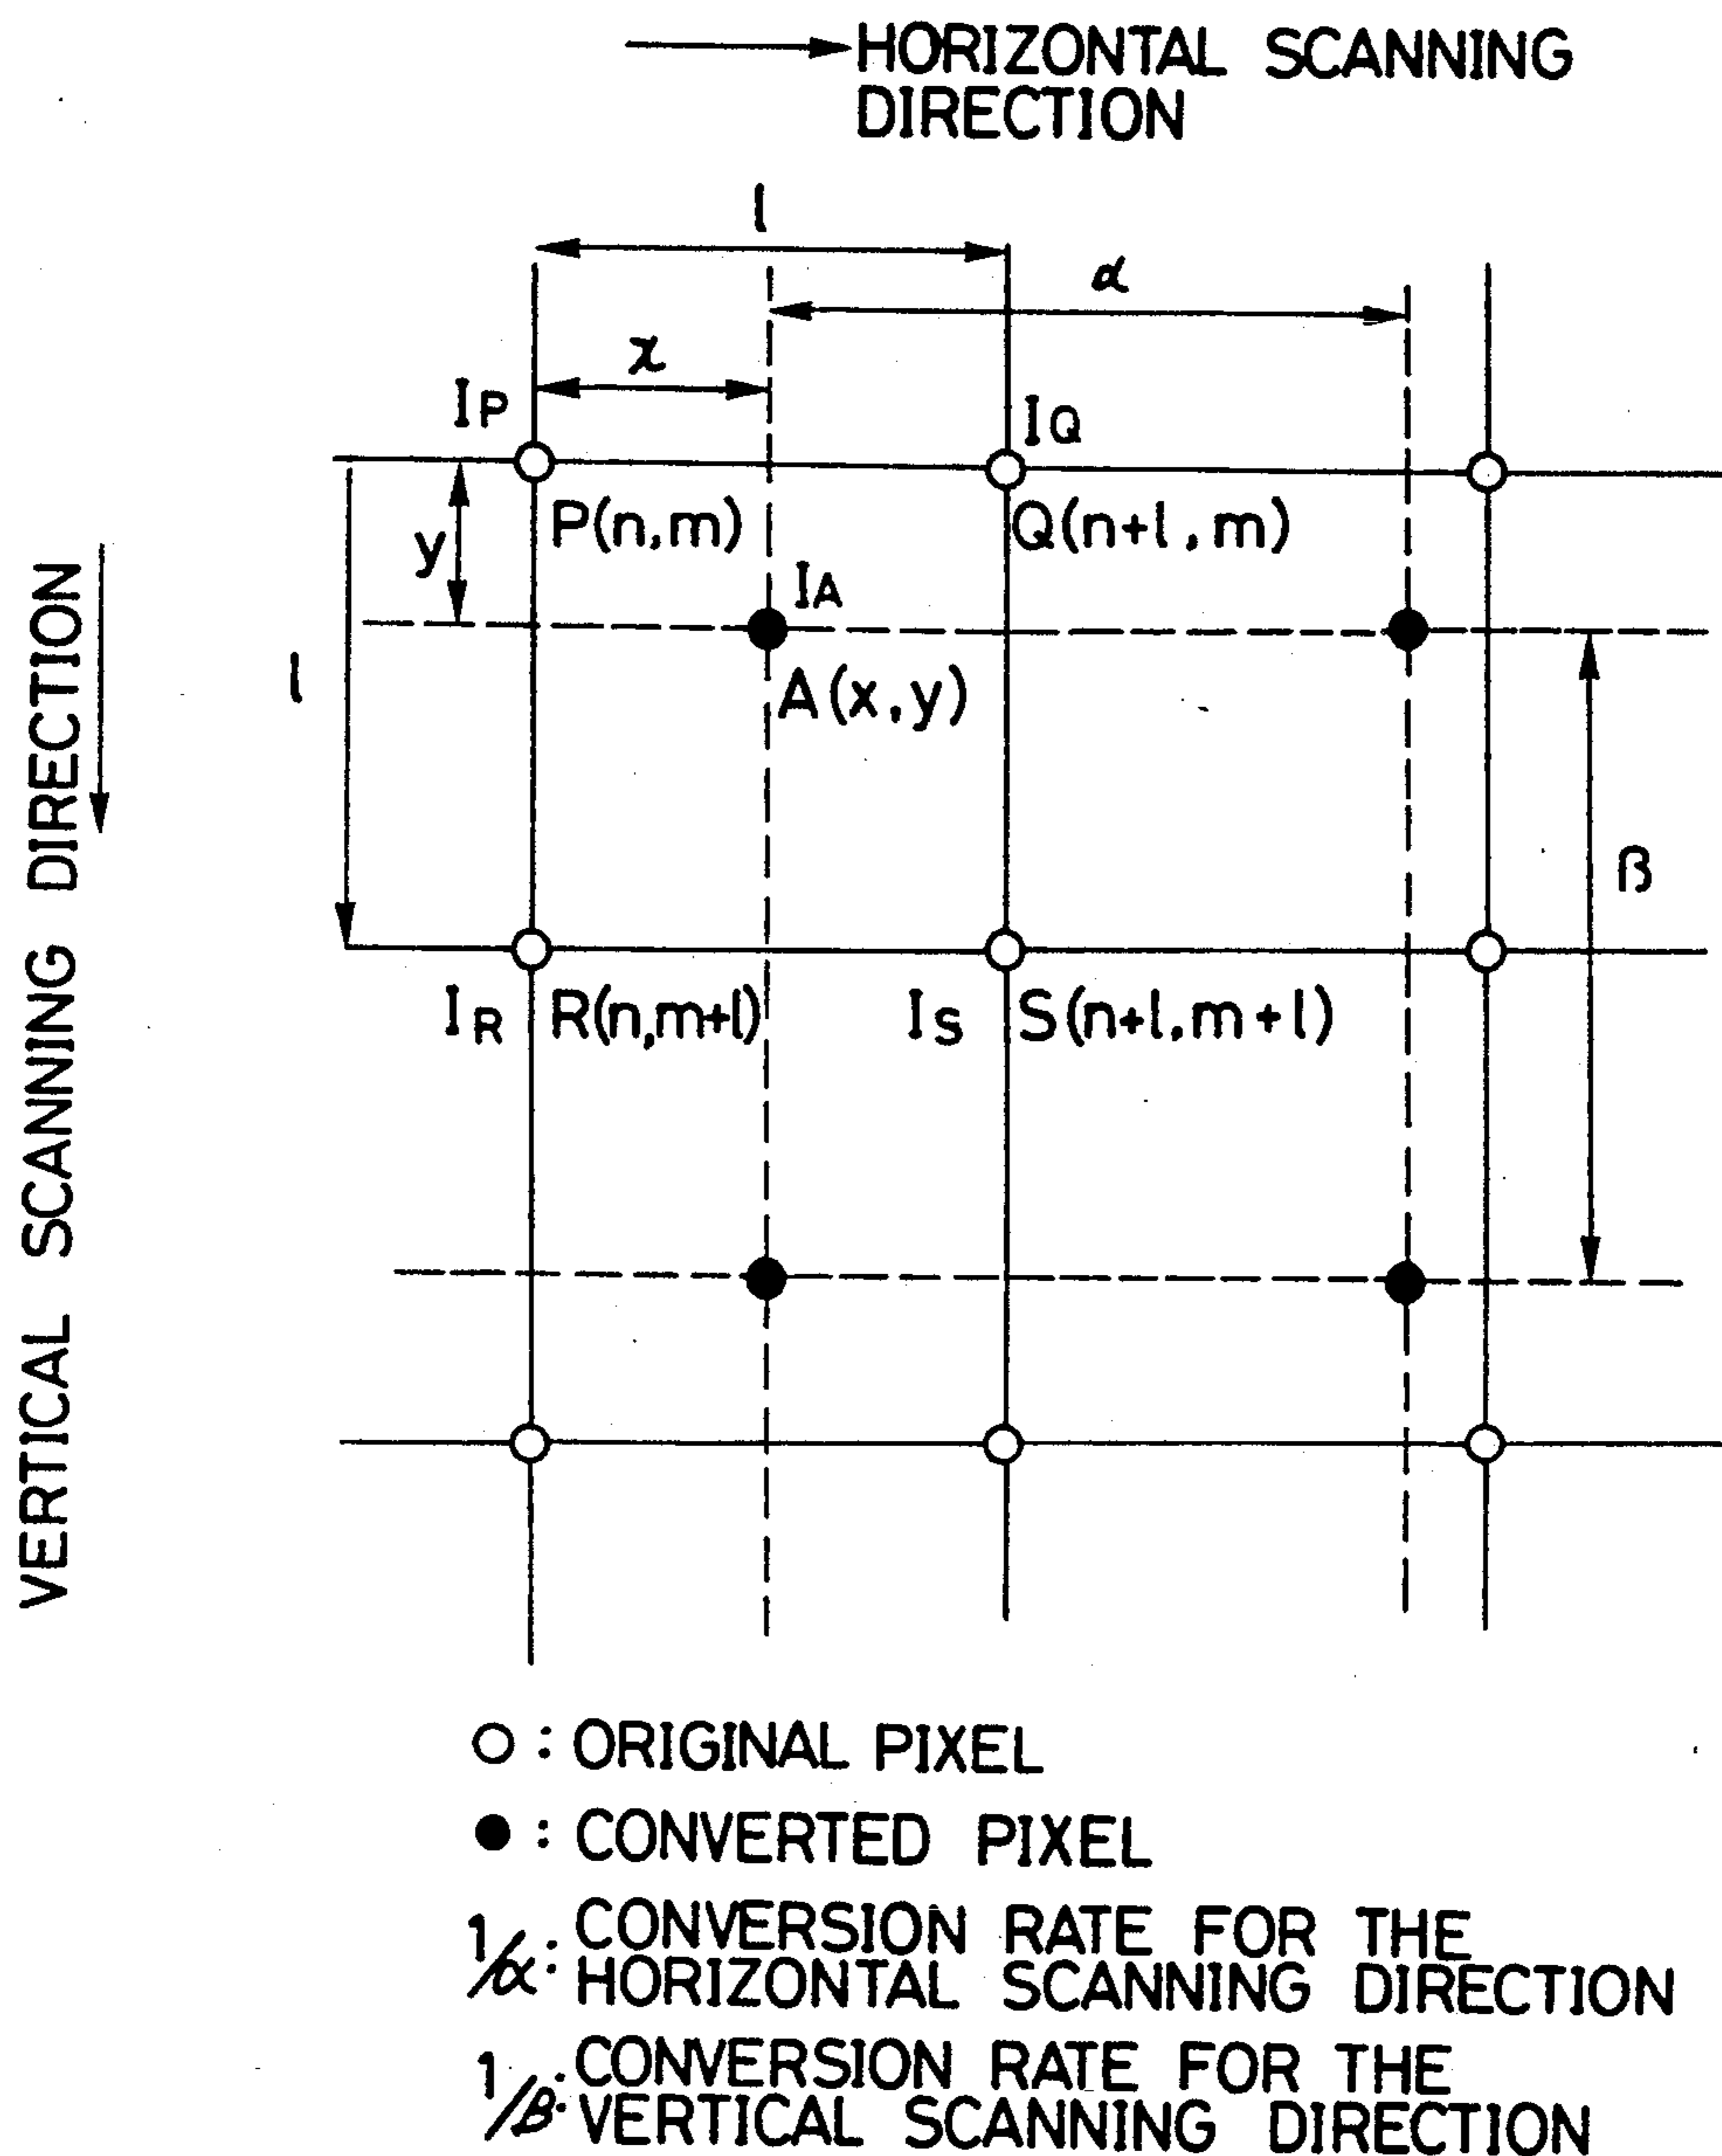 HORIZONTAL SCANNING
DIRECTION
l
α
x
IP
IQ
P(n,m)
Q(n+l,m)
y
IA
A(x,y)
l
VERTICAL SCANNING DIRECTION
β
IR
R(n,m+l)
IS
S(n+l,m+l)
○: ORIGINAL PIXEL
●: CONVERTED PIXEL
1/α: CONVERSION RATE FOR THE
HORIZONTAL SCANNING DIRECTION
1/β: CONVERSION RATE FOR THE
VERTICAL SCANNING DIRECTION